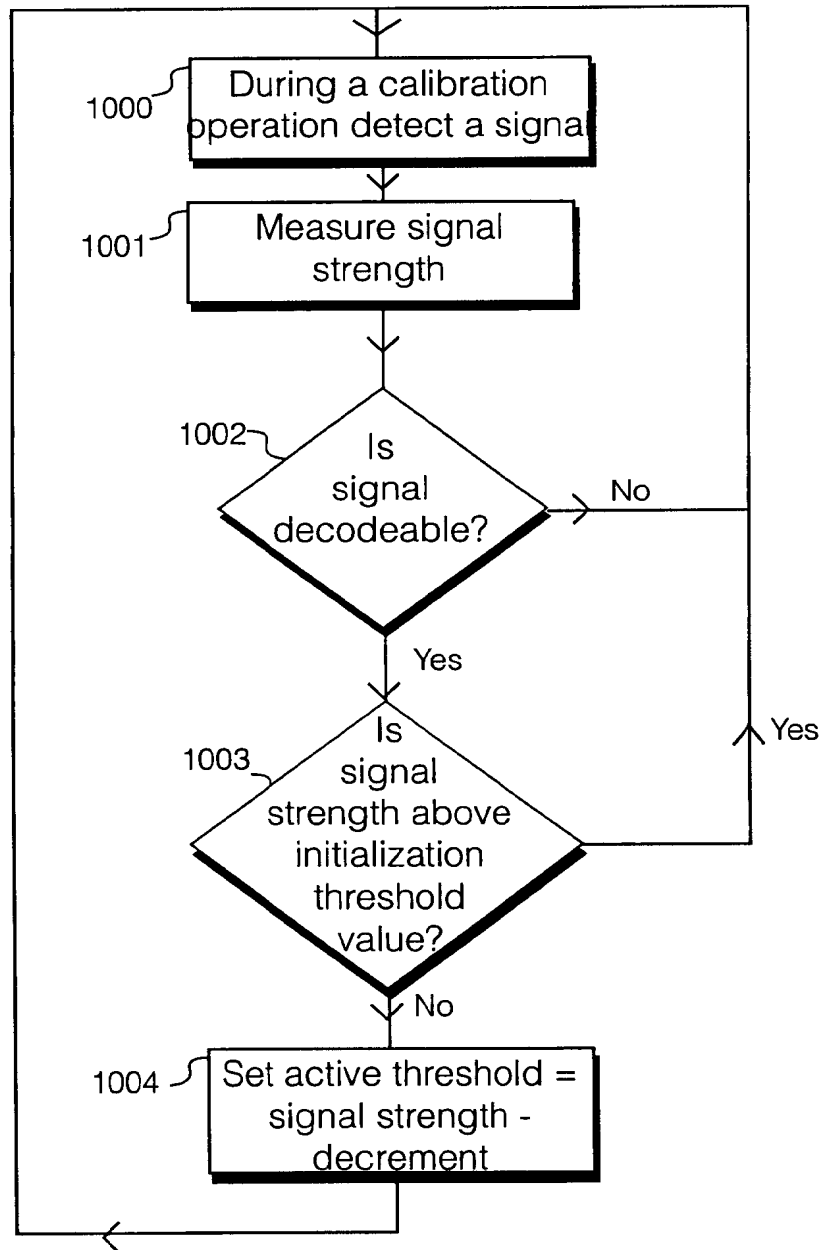 1000
During a calibration
operation detect a signal
1001
Measure signal
strength
1002
Is
signal
decodeable?
No
Yes
1003
Is
signal
strength above
initialization
threshold
value?
Yes
No
1004
Set active threshold =
signal strength -
decrement